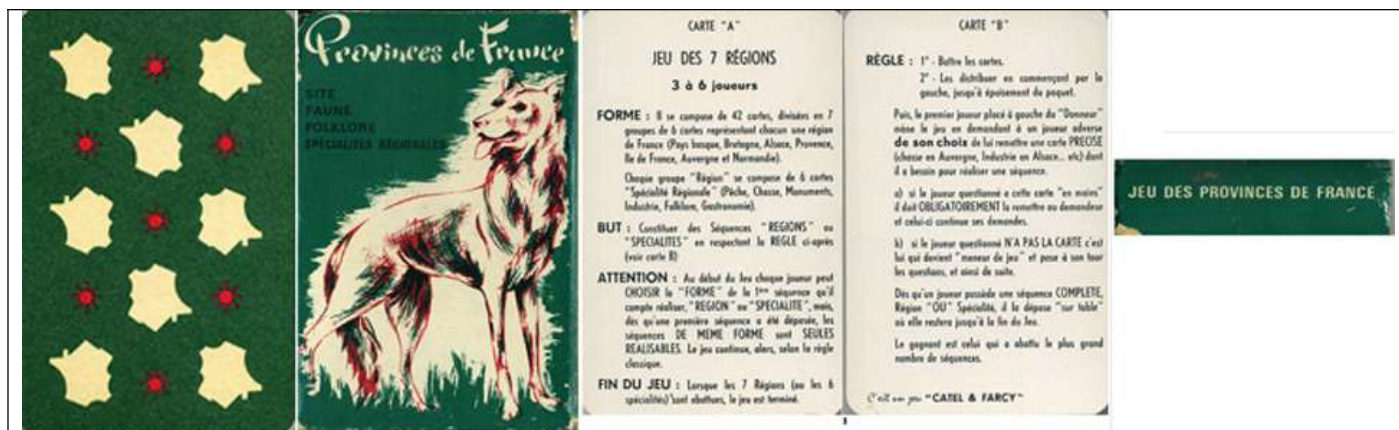 Provinces de France
SITE
FAUNE
FOLKLORE
SPÉCIALITÉS RÉGIONALES
CARTE "A"
JEU DES 7 RÉGIONS
3 à 6 joueurs
FORME : Il se compose de 42 cartes, divisées en 7
groupes de 6 cartes représentant chacun une région
de France (Pays basque, Bretagne, Alsace, Provence,
Ile de France, Auvergne et Normandie).
Chaque groupe "Région" se compose de 6 cartes
"Spécialité Régionale" (Pêche, Chasse, Monuments,
Industrie, Folklore, Gastronomie).
BUT : Constituer des Séquences "REGIONS" ou
"SPECIALITES" en respectant la REGLE ci-après
(voir carte B)
ATTENTION : Au début du Jeu chaque joueur peut
CHOISIR la "FORME" de la 1ère séquence qu'il
compte réaliser, "REGION" ou "SPECIALITE", mais,
dès qu'une première séquence a été déposée, les
séquences DE MEME FORME sont SEULES
REALISABLES. Le jeu continue, alors, selon la règle
classique.
FIN DU JEU : Lorsque les 7 Régions (ou les 6
spécialités) sont abattues, le jeu est terminé.
CARTE "B"
RÈGLE : 1° - Battre les cartes.
2° - Les distribuer en commençant par la
gauche, jusqu'à épuisement du paquet.
Puis, le premier joueur placé à gauche du "Donneur"
mène le jeu en demandant à un joueur adverse
de son choix de lui remettre une carte PRECISE
(chasse en Auvergne, Industrie en Alsace... etc) dont
il a besoin pour réaliser une séquence.
a) si le joueur questionné a cette carte "en mains"
il doit OBLIGATOIREMENT la remettre au demandeur
et celui-ci continue ses demandes.
b) si le joueur questionné N'A PAS LA CARTE c'est
lui qui devient "meneur de jeu" et pose à son tour
les questions, et ainsi de suite.
Dès qu'un joueur possède une séquence COMPLETE,
Région "OU" Spécialité, il la dépose "sur table"
où elle restera jusqu'à la fin du Jeu.
Le gagnant est celui qui a abattu le plus grand
nombre de séquences.
C'est un jeu "CATEL & FARCY"
JEU DES PROVINCES DE FRANCE